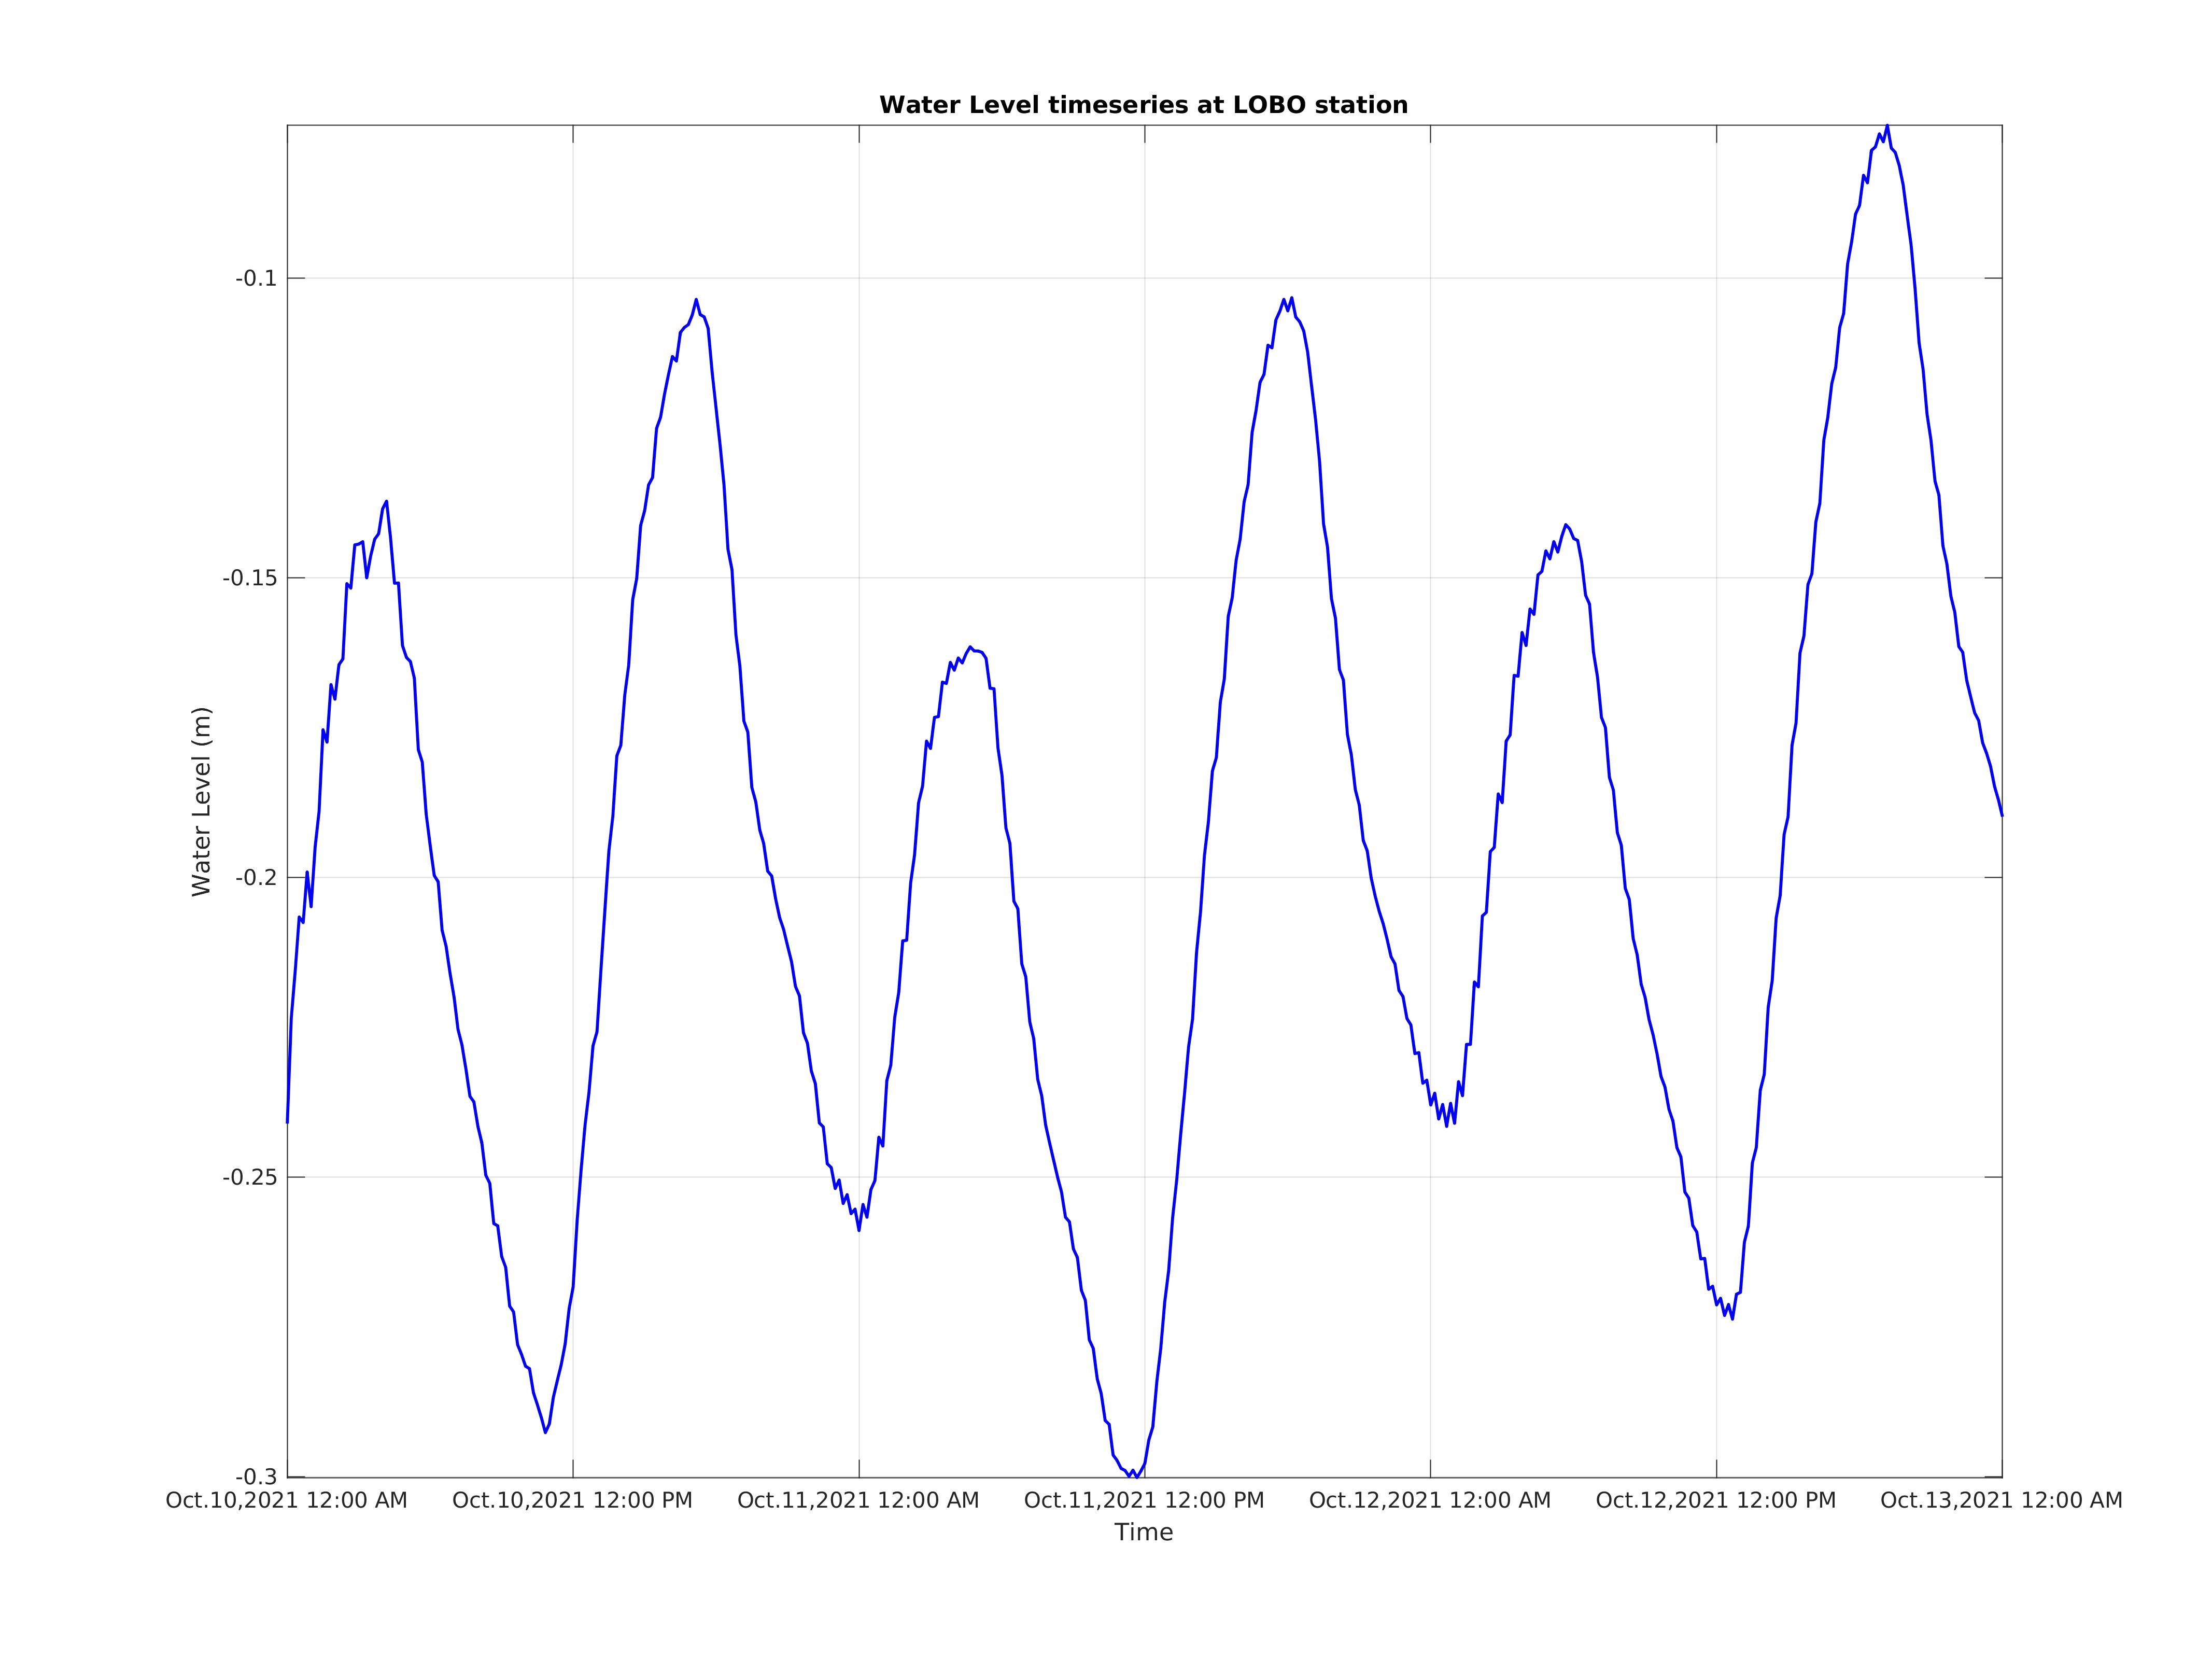 Water Level timeseries at LOBO station
-0.1
-0.15
-0.2
-0.25
-0.3
Water Level (m)
Oct.10,2021 12:00 AM
Oct.10,2021 12:00 PM
Oct.11,2021 12:00 AM
Oct.11,2021 12:00 PM
Oct.12,2021 12:00 AM
Oct.12,2021 12:00 PM
Oct.13,2021 12:00 AM
Time